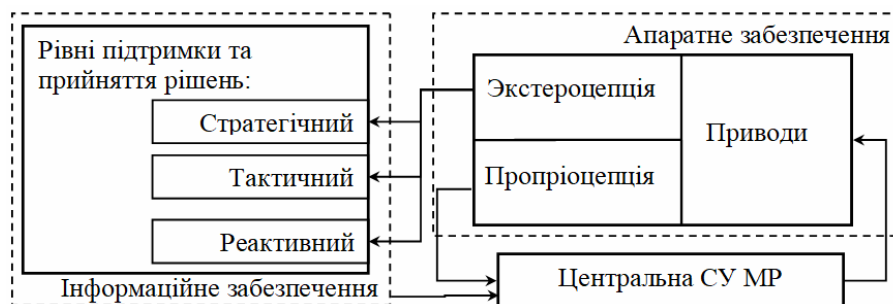 Рівні підтримки та
прийняття рішень:
Стратегічний
Тактичний
Реактивний
Інформаційне забезпечення
Апаратне забезпечення
Экстероцепція
Пропріоцепція
Приводи
Центральна СУ МР